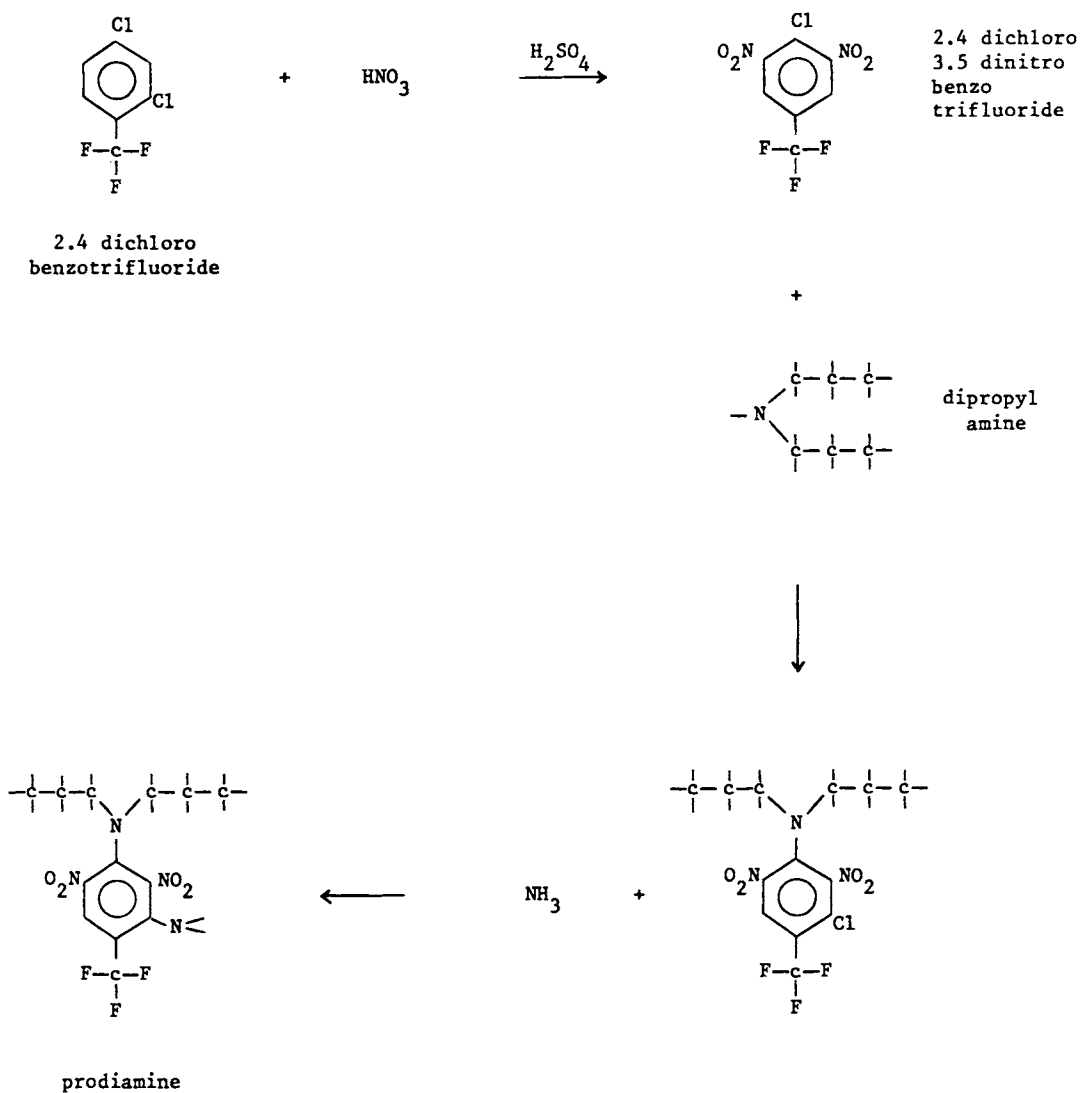 Cl
Cl
F—C—F
F
2.4 dichloro
benzotrifluoride
+
HNO3
H2SO4
Cl
O2N
NO2
F—C—F
F
2.4 dichloro
3.5 dinitro
benzo
trifluoride
+
C—C—C
— N
C—C—C
dipropyl
amine
C—C—C
C—C—C
N
O2N
NO2
Cl
F—C—F
F
+
NH3
C—C—C
C—C—C
N
O2N
NO2
N
F—C—F
F
prodiamine